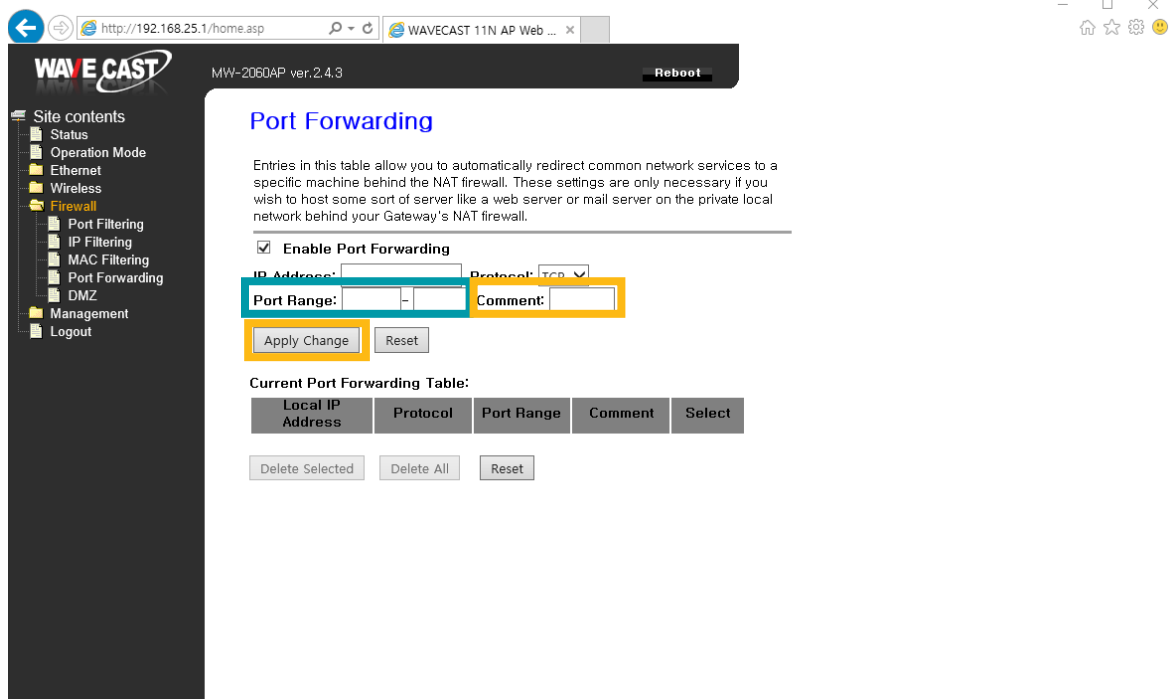 http://192.168.25.1/home.asp
WAVECAST 11N AP Web ...
WAVE CAST
MW-2060AP ver.2.4.3
Reboot
Site contents
Status
Operation Mode
Ethernet
Wireless
Firewall
Port Filtering
IP Filtering
MAC Filtering
Port Forwarding
DMZ
Management
Logout
Port Forwarding
Entries in this table allow you to automatically redirect common network services to a
specific machine behind the NAT firewall. These settings are only necessary if you
wish to host some sort of server like a web server or mail server on the private local
network behind your Gateway's NAT firewall.
Enable Port Forwarding
IP Address: Protocol: TCP
Port Range: - Comment:
Apply Change Reset
Current Port Forwarding Table:
Local IP Address Protocol Port Range Comment Select
Delete Selected Delete All Reset